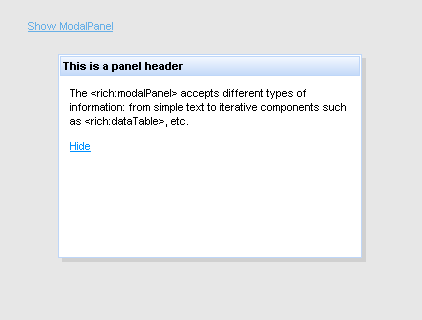 Show ModalPanel
This is a panel header
The <rich:modalPanel> accepts different types of
information: from simple text to iterative components such
as <rich:dataTable>, etc.
Hide